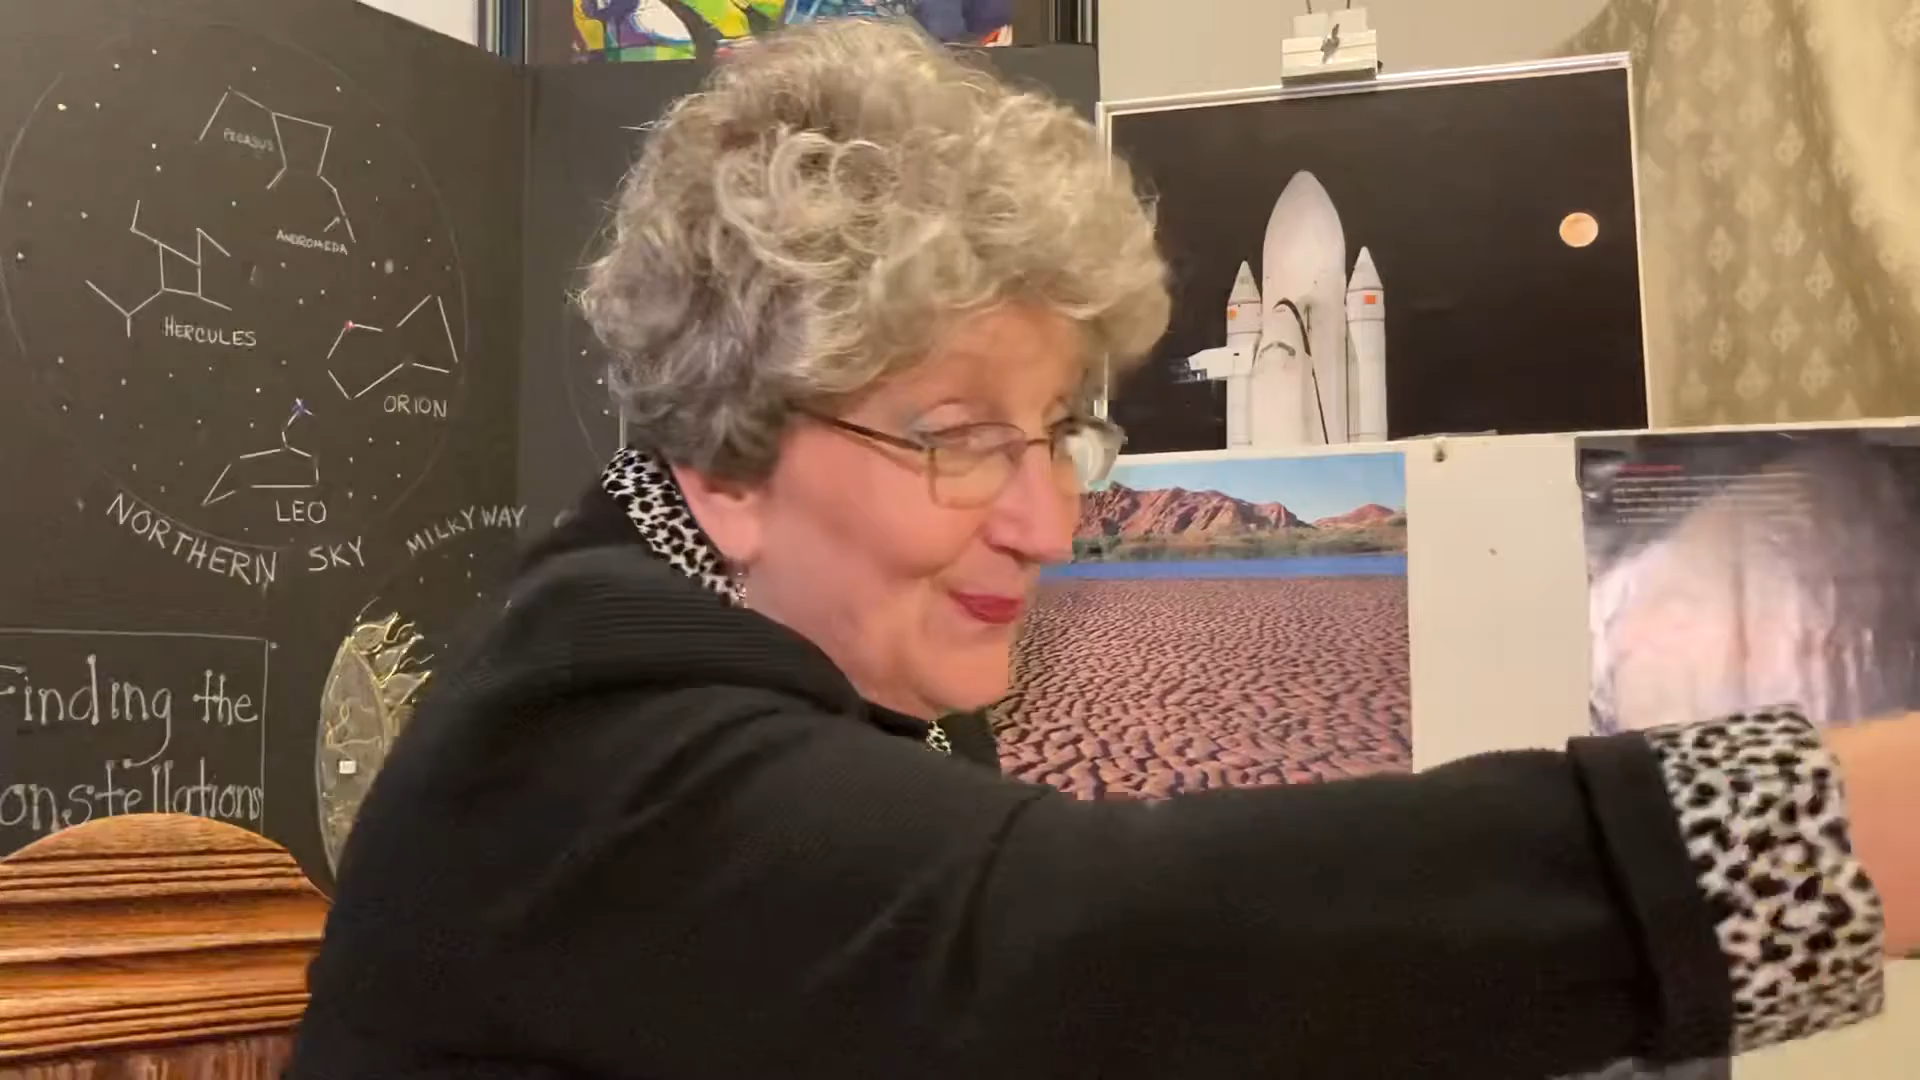 PEGASUS
ANDROMEDA
HERCULES
ORION
LEO
NORTHERN SKY
MILKY WAY
Finding the
onstellations